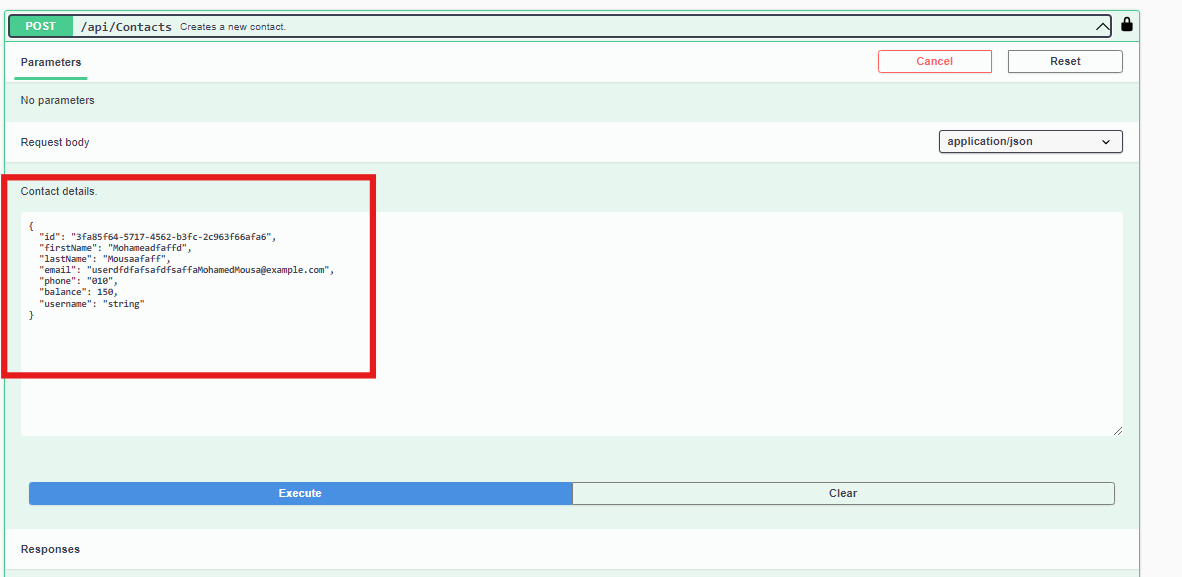 POST /api/Contacts Creates a new contact.
Parameters Cancel Reset
No parameters
Request body application/json
Contact details.
{
"id": "3fa85f64-5717-4562-b3fc-2c963f66afa6",
"firstName": "Mohameadfaffd",
"lastName": "Mousaafaff",
"email": "userdfdfafsafdfsaffaMohamedMousa@example.com",
"phone": "010",
"balance": 150,
"username": "string"
}
Execute Clear
Responses